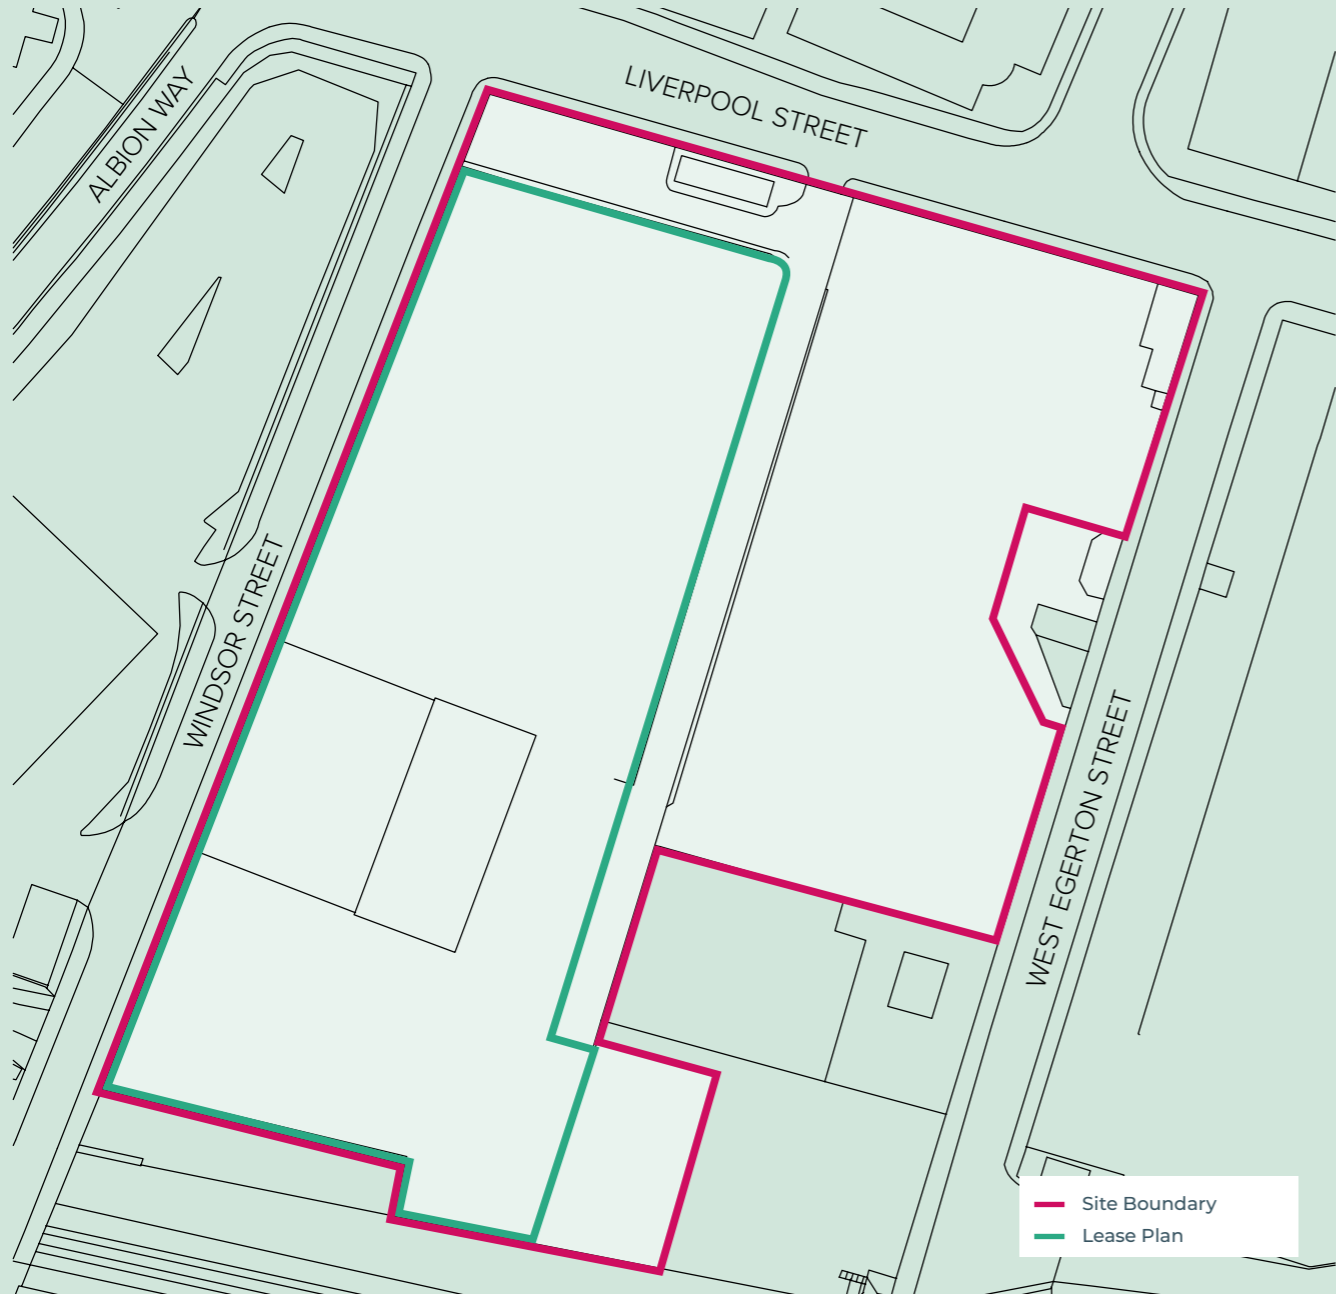 LIVERPOOL STREET
ALBION WAY
WINDSOR STREET
WEST EGERTON STREET
Site Boundary
Lease Plan